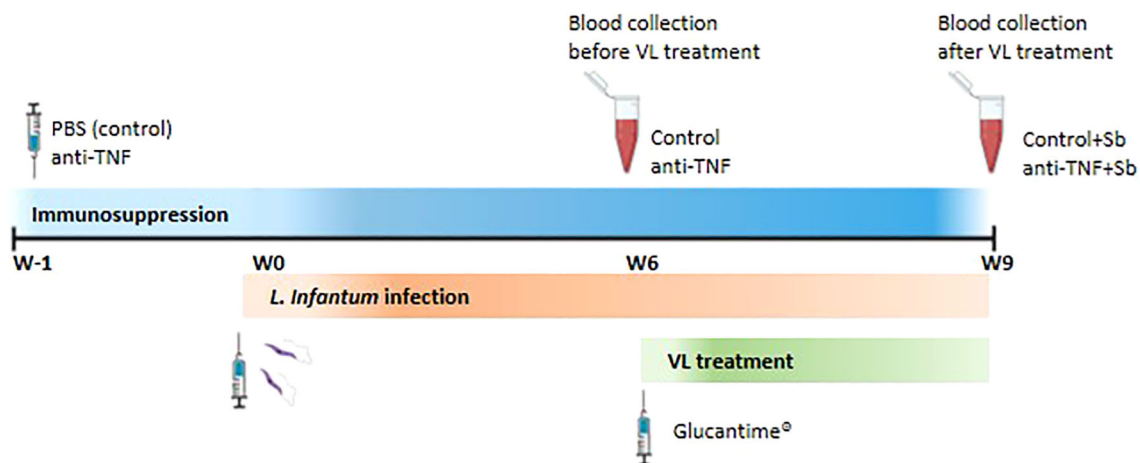 Blood collection
before VL treatment
Blood collection
after VL treatment
PBS (control)
anti-TNF
Control
anti-TNF
Control+Sb
anti-TNF+Sb
Immunosuppression
W-1
W0
W6
W9
L. Infantum infection
VL treatment
Glucantime®